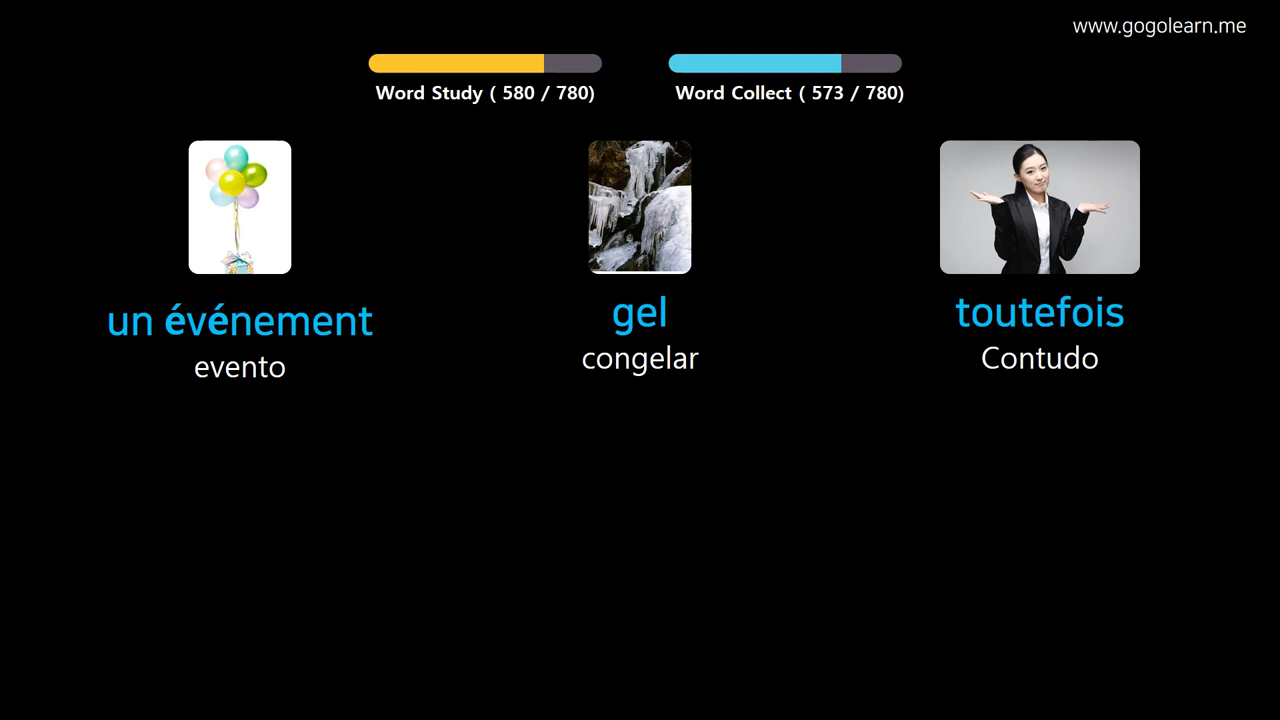 www.gogolearn.me
Word Study ( 580 / 780)
Word Collect ( 573 / 780)
un événement
evento
gel
congelar
toutefois
Contudo